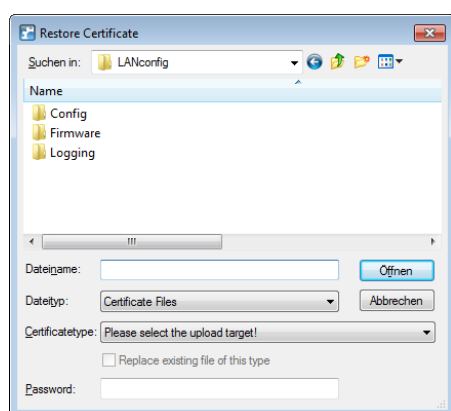 Restore Certificate
Suchen in: LANconfig
Name
Config
Firmware
Logging
Dateiname: Öffnen
Dateityp: Certificate Files Abbrechen
Certificatetype: Please select the upload target!
Replace existing file of this type
Password: